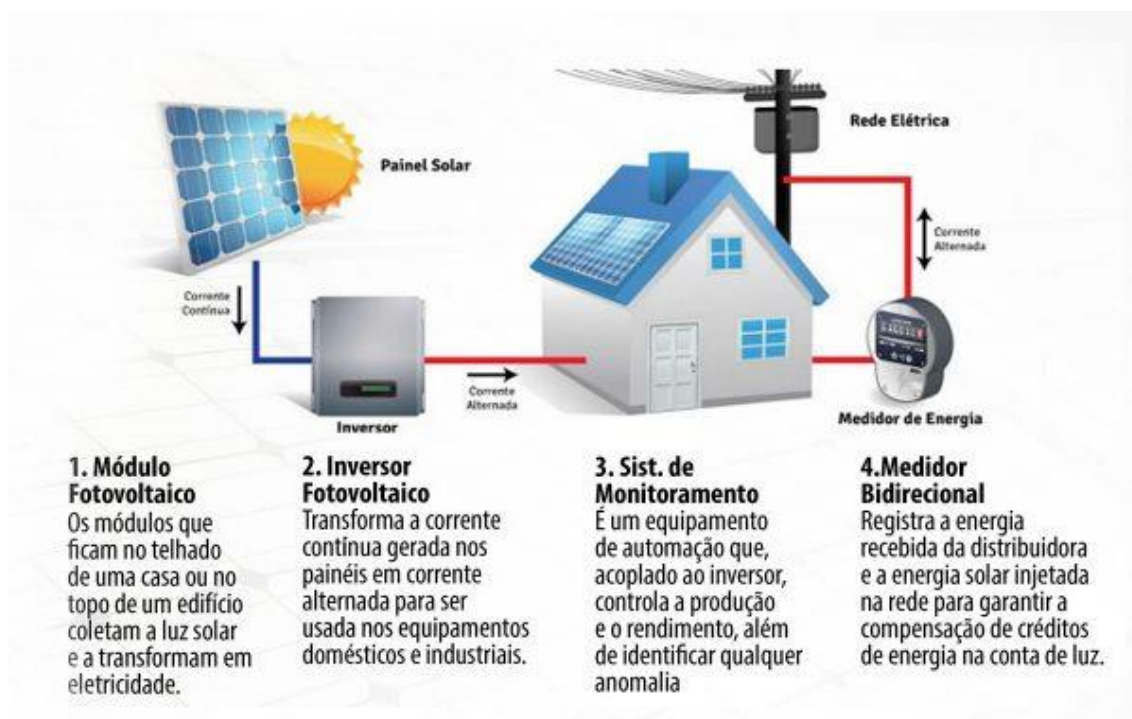 Rede Elétrica
Painel Solar
Corrente
Alternada
Corrente
Contínua
Corrente
Alternada
Inversor
Medidor de Energia
1. Módulo
Fotovoltaico
Os módulos que
ficam no telhado
de uma casa ou no
topo de um edifício
coletam a luz solar
e a transformam em
eletricidade.
2. Inversor
Fotovoltaico
Transforma a corrente
contínua gerada nos
painéis em corrente
alternada para ser
usada nos equipamentos
domésticos e industriais.
3. Sist. de
Monitoramento
É um equipamento
de automação que,
acoplado ao inversor,
controla a produção
e o rendimento, além
de identificar qualquer
anomalia
4.Medidor
Bidirecional
Registra a energia
recebida da distribuidora
e a energia solar injetada
na rede para garantir a
compensação de créditos
de energia na conta de luz.